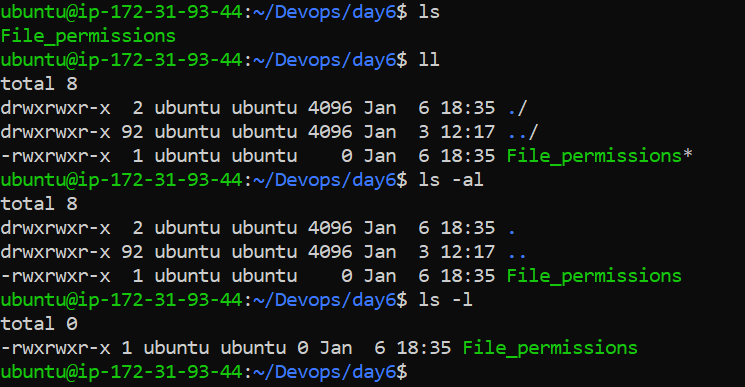 ubuntu@ip-172-31-93-44:~/Devops/day6$ ls
File_permissions
ubuntu@ip-172-31-93-44:~/Devops/day6$ ll
total 8
drwxrwxr-x  2 ubuntu ubuntu 4096 Jan  6 18:35 ./
drwxrwxr-x 92 ubuntu ubuntu 4096 Jan  3 12:17 ../
-rwxrwxr-x  1 ubuntu ubuntu    0 Jan  6 18:35 File_permissions*
ubuntu@ip-172-31-93-44:~/Devops/day6$ ls -al
total 8
drwxrwxr-x  2 ubuntu ubuntu 4096 Jan  6 18:35 .
drwxrwxr-x 92 ubuntu ubuntu 4096 Jan  3 12:17 ..
-rwxrwxr-x  1 ubuntu ubuntu    0 Jan  6 18:35 File_permissions
ubuntu@ip-172-31-93-44:~/Devops/day6$ ls -l
total 0
-rwxrwxr-x 1 ubuntu ubuntu 0 Jan  6 18:35 File_permissions
ubuntu@ip-172-31-93-44:~/Devops/day6$